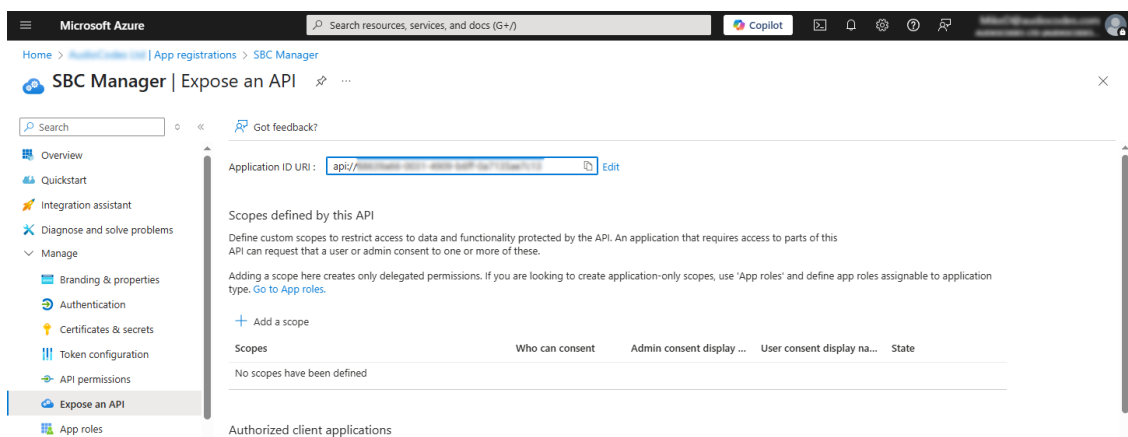 Microsoft Azure
Search resources, services, and docs (G+/)
Copilot
Home > | App registrations > SBC Manager
SBC Manager | Expose an API
Search
Got feedback?
Overview
Quickstart
Integration assistant
Diagnose and solve problems
Manage
Branding & properties
Authentication
Certificates & secrets
Token configuration
API permissions
Expose an API
App roles
Application ID URI : api://
Edit
Scopes defined by this API
Define custom scopes to restrict access to data and functionality protected by the API. An application that requires access to parts of this
API can request that a user or admin consent to one or more of these.
Adding a scope here creates only delegated permissions. If you are looking to create application-only scopes, use 'App roles' and define app roles assignable to application
type. Go to App roles.
Add a scope
Scopes Who can consent Admin consent display ... User consent display na... State
No scopes have been defined
Authorized client applications